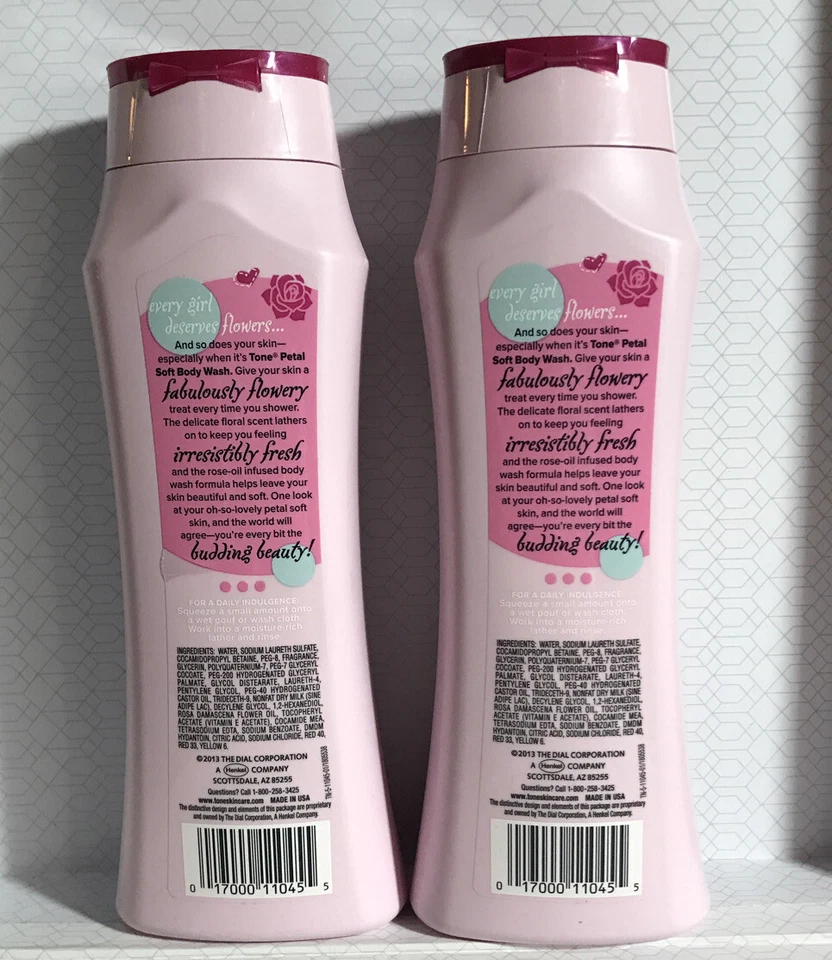 every girl
deserves flowers...
And so does your skin—
especially when it's Tone® Petal
Soft Body Wash. Give your skin a
fabulously flowery
treat every time you shower.
The delicate floral scent lathers
on to keep you feeling
irresistibly fresh
and the rose-oil infused body
wash formula helps leave your
skin beautiful and soft. One look
at your oh-so-lovely petal soft
skin, and the world will
agree—you're every bit the
budding beauty!
FOR A DAILY INDULGENCE:
Squeeze a small amount onto
a wet pouf or wash cloth.
Work into a moisture-rich
lather and rinse.
INGREDIENTS: WATER, SODIUM LAURETH SULFATE,
COCAMIDOPROPYL BETAINE, PEG-8, FRAGRANCE,
GLYCERIN, POLYQUATERNIUM-7, PEG-7 GLYCERYL
COCOATE, PEG-200 HYDROGENATED GLYCERYL
PALMATE, GLYCOL DISTEARATE, LAURETH-4,
PENTYLENE GLYCOL, PEG-40 HYDROGENATED
CASTOR OIL, TRIDECETH-9, NONFAT DRY MILK (SINE
ADIPE LAC), DECYLENE GLYCOL, 1,2-HEXANEDIOL,
ROSA DAMASCENA FLOWER OIL, TOCOPHERYL
ACETATE (VITAMIN E ACETATE), COCAMIDE MEA,
TETRASODIUM EDTA, SODIUM BENZOATE, DMDM
HYDANTOIN, CITRIC ACID, SODIUM CHLORIDE, RED 40,
RED 33, YELLOW 6.
©2013 THE DIAL CORPORATION
A Henkel COMPANY
SCOTTSDALE, AZ 85255
Questions? Call 1-800-258-3425
www.toneskincare.com MADE IN USA
The distinctive design and elements of this package are proprietary
and owned by The Dial Corporation, A Henkel Company.
0 17000 11045 5
every girl
deserves flowers...
And so does your skin—
especially when it's Tone® Petal
Soft Body Wash. Give your skin a
fabulously flowery
treat every time you shower.
The delicate floral scent lathers
on to keep you feeling
irresistibly fresh
and the rose-oil infused body
wash formula helps leave your
skin beautiful and soft. One look
at your oh-so-lovely petal soft
skin, and the world will
agree—you're every bit the
budding beauty!
FOR A DAILY INDULGENCE:
Squeeze a small amount onto
a wet pouf or wash cloth.
Work into a moisture-rich
lather and rinse.
INGREDIENTS: WATER, SODIUM LAURETH SULFATE,
COCAMIDOPROPYL BETAINE, PEG-8, FRAGRANCE,
GLYCERIN, POLYQUATERNIUM-7, PEG-7 GLYCERYL
COCOATE, PEG-200 HYDROGENATED GLYCERYL
PALMATE, GLYCOL DISTEARATE, LAURETH-4,
PENTYLENE GLYCOL, PEG-40 HYDROGENATED
CASTOR OIL, TRIDECETH-9, NONFAT DRY MILK (SINE
ADIPE LAC), DECYLENE GLYCOL, 1,2-HEXANEDIOL,
ROSA DAMASCENA FLOWER OIL, TOCOPHERYL
ACETATE (VITAMIN E ACETATE), COCAMIDE MEA,
TETRASODIUM EDTA, SODIUM BENZOATE, DMDM
HYDANTOIN, CITRIC ACID, SODIUM CHLORIDE, RED 40,
RED 33, YELLOW 6.
©2013 THE DIAL CORPORATION
A Henkel COMPANY
SCOTTSDALE, AZ 85255
Questions? Call 1-800-258-3425
www.toneskincare.com MADE IN USA
The distinctive design and elements of this package are proprietary
and owned by The Dial Corporation, A Henkel Company.
0 17000 11045 5